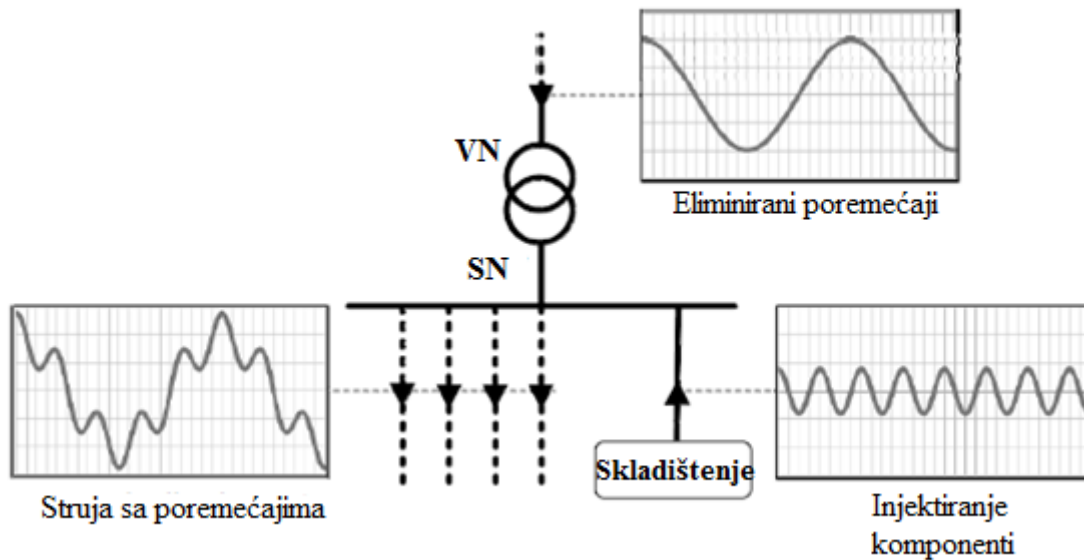 VN
Eliminirani poremećaji
SN
Skladištenje
Struja sa poremećajima
Injektiranje
komponenti